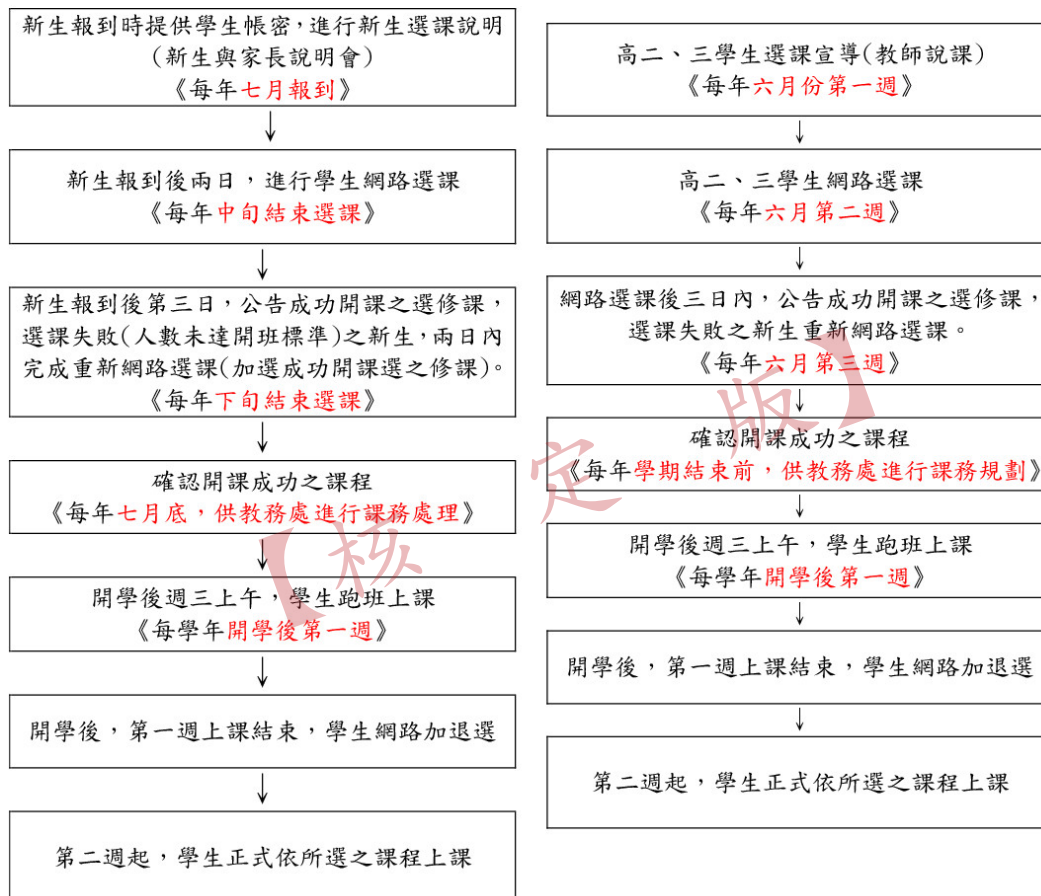 新生報到時提供學生帳密，進行新生選課說明
(新生與家長說明會)
《每年七月報到》
新生報到後兩日，進行學生網路選課
《每年中旬結束選課》
新生報到後第三日，公告成功開課之選修課，
選課失敗(人數未達開班標準)之新生，兩日內
完成重新網路選課(加選成功開課選之修課)。
《每年下旬結束選課》
確認開課成功之課程
《每年七月底，供教務處進行課務處理》
開學後週三上午，學生跑班上課
《每學年開學後第一週》
開學後，第一週上課結束，學生網路加退選
第二週起，學生正式依所選之課程上課
高二、三學生選課宣導(教師說課)
《每年六月份第一週》
高二、三學生網路選課
《每年六月第二週》
網路選課後三日內，公告成功開課之選修課，
選課失敗之新生重新網路選課。
《每年六月第三週》
確認開課成功之課程
《每年學期結束前，供教務處進行課務規劃》
開學後週三上午，學生跑班上課
《每學年開學後第一週》
開學後，第一週上課結束，學生網路加退選
第二週起，學生正式依所選之課程上課
【核定版】